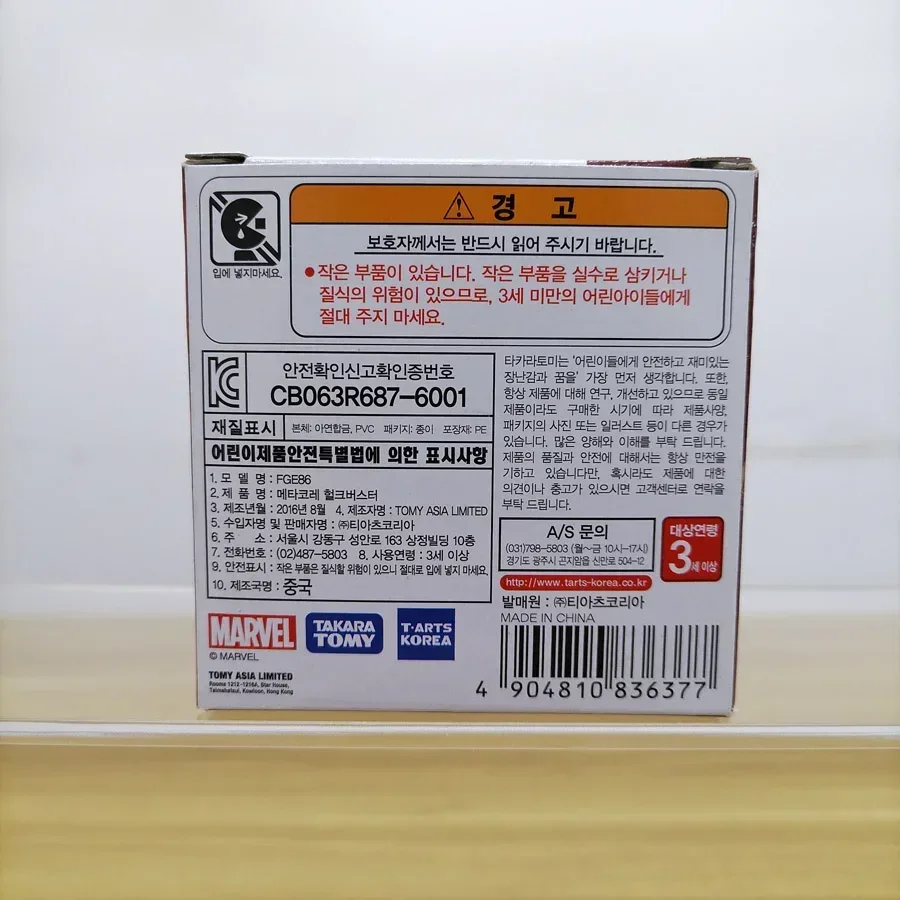 입에 넣지마세요.
경 고
보호자께서는 반드시 읽어 주시기 바랍니다.
●작은 부품이 있습니다. 작은 부품을 실수로 삼키거나
질식의 위험이 있으므로, 3세 미만의 어린아이들에게
절대 주지 마세요.
안전확인신고확인증번호
CB063R687-6001
재질표시
본체: 아연합금, PVC 패키지: 종이 포장재: PE
어린이제품안전특별법에 의한 표시사항
1. 모 델 명 : FGE86
2. 제 품 명 : 메타코레 헐크버스터
3. 제조년월 : 2016년 8월 4. 제조자명 : TOMY ASIA LIMITED
5. 수입자명 및 판매자명 : ㈜티아츠코리아
6. 주 소 : 서울시 강동구 성안로 163 상정빌딩 10층
7. 전화번호 : (02)487-5803 8. 사용연령 : 3세 이상
9. 안전표시 : 작은 부품은 질식할 위험이 있으니 절대로 입에 넣지 마세요.
10. 제조국명 : 중국
타카라토미는 '어린이들에게 안전하고 재미있는
장난감과 꿈을' 가장 먼저 생각합니다. 또한,
항상 제품에 대해 연구, 개선하고 있으므로 동일
제품이라도 구매한 시기에 따라 제품사양,
패키지의 사진 또는 일러스트 등이 다른 경우가
있습니다. 많은 양해와 이해를 부탁 드립니다.
제품의 품질과 안전에 대해서는 항상 만전을
기하고 있습니다만, 혹시라도 제품에 대한
의견이나 충고가 있으시면 고객센터로 연락을
부탁 드립니다.
A/S 문의
(031)798-5803 (월~금 10시~17시)
경기도 광주시 곤지암읍 신만로 504-12
대상연령
3세 이상
http://www.tarts-korea.co.kr
발매원 : ㈜티아츠코리아
MADE IN CHINA
MARVEL
© MARVEL
TAKARA
TOMY
T-ARTS
KOREA
TOMY ASIA LIMITED
Rooms 1212-1216A, Star House,
Tsimshatsui, Kowloon, Hong Kong
4 904810 836377